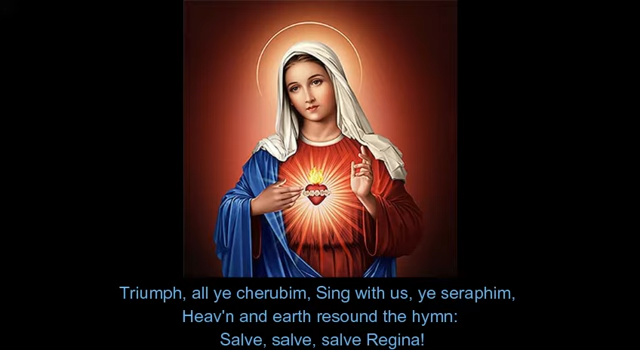 Triumph, all ye cherubim, Sing with us, ye seraphim,
Heav'n and earth resound the hymn:
Salve, salve, salve Regina!